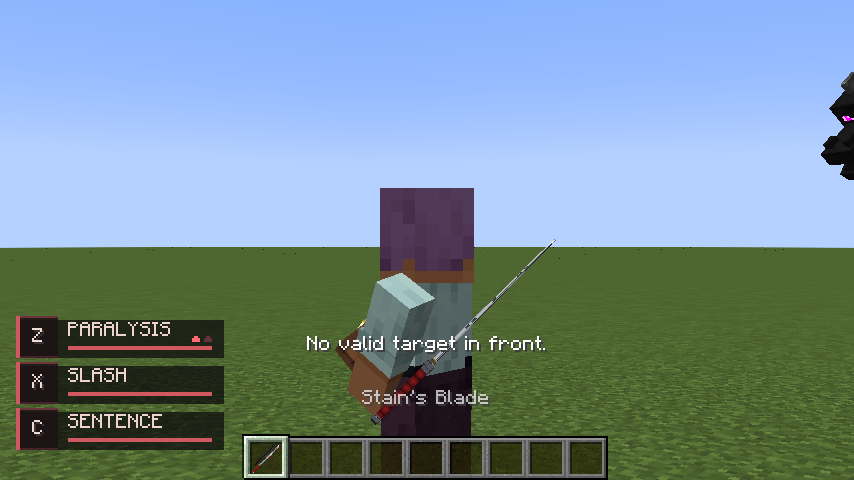 Z PARALYSIS
X SLASH
C SENTENCE
No valid target in front.
Stain's Blade